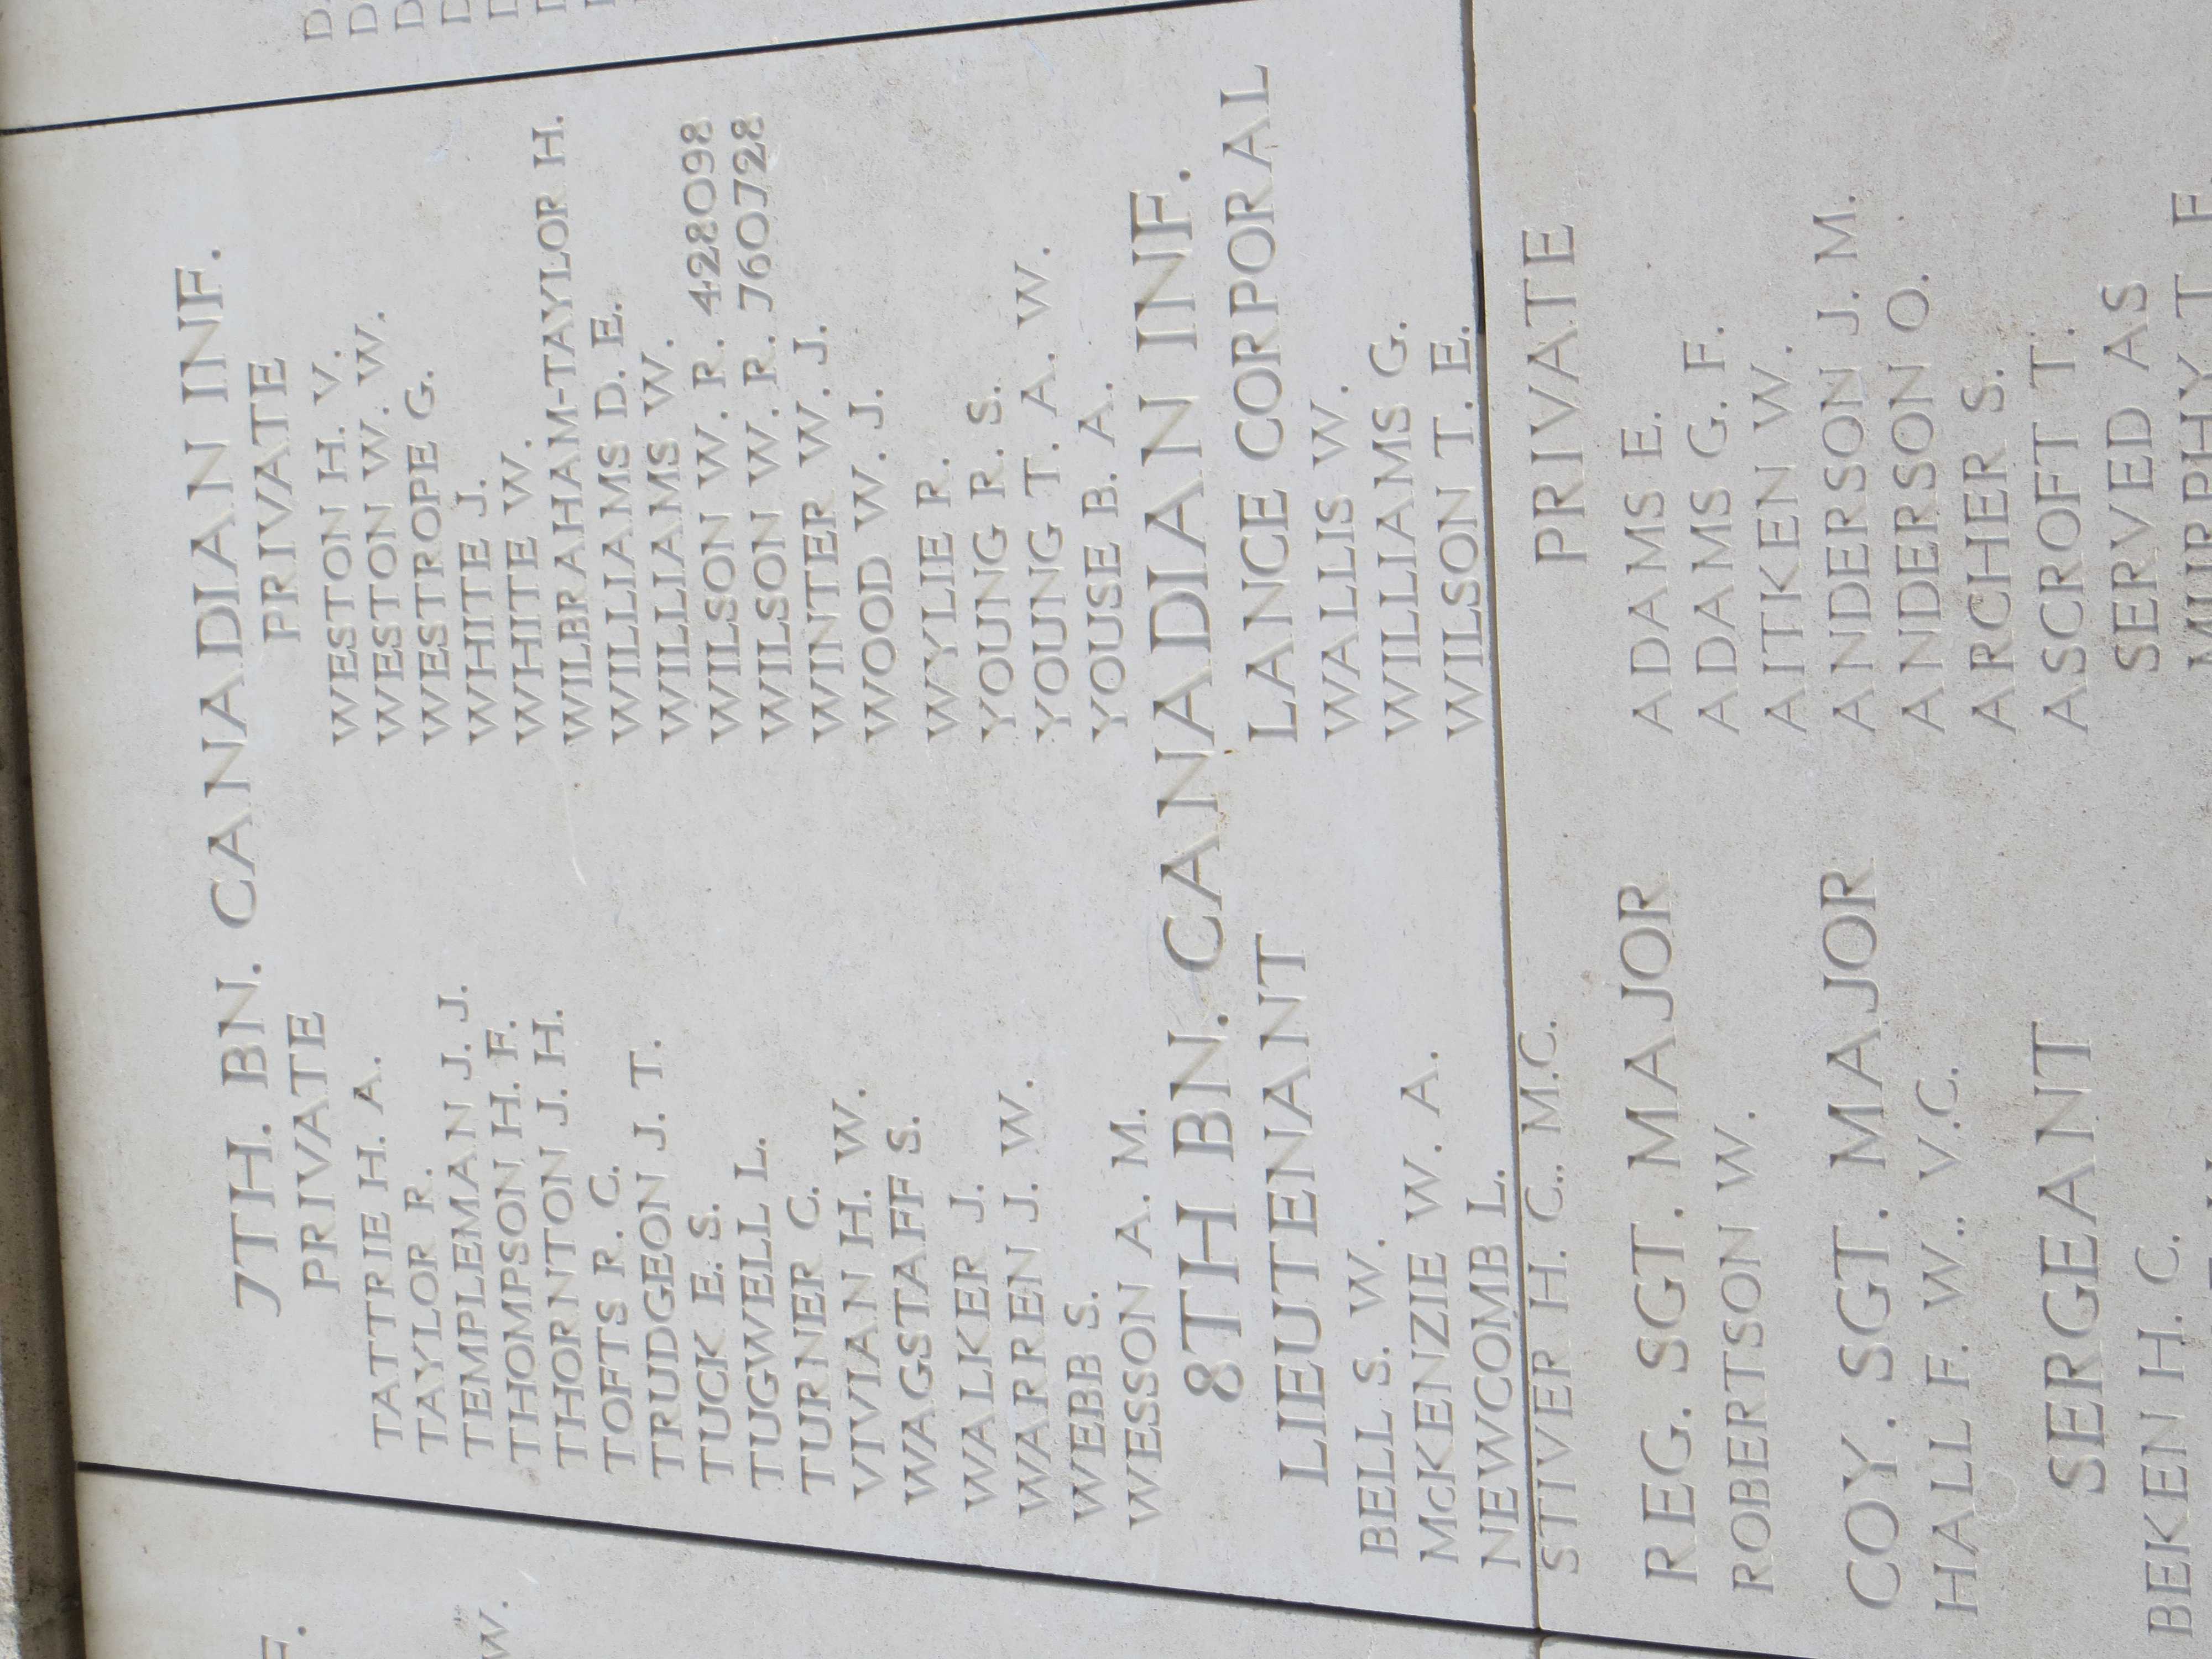 7TH. BN. CANADIAN INF.
PRIVATE
TATTRIE H. A.
TAYLOR R.
TEMPLEMAN J. J.
THOMPSON H. F.
THORNTON J. H.
TOFTS R. C.
TRUDGEON J. T.
TUCK E. S.
TUGWELL L.
TURNER C.
VIVIAN H. W.
WAGSTAFF S.
WALKER J.
WARREN J. W.
WEBB S.
WESSON A. M.
PRIVATE
WESTON H. V.
WESTON W. W.
WESTROPE G.
WHITE J.
WHITE W.
WILBRAHAM-TAYLOR H.
WILLIAMS D. E.
WILLIAMS W.
WILSON W. R. 428098
WILSON W. R. 760728
WINTER W. J.
WOOD W. J.
WYLIE R.
YOUNG R. S.
YOUNG T. A. W.
YOUSE B. A.
8TH BN. CANADIAN INF.
LIEUTENANT
BELL S. W.
McKENZIE W. A.
NEWCOMB L.
STIVER H. C., M.C.
REG. SGT. MAJOR
ROBERTSON W.
COY. SGT. MAJOR
HALL F. W., V.C.
SERGEANT
BEKEN H. C.
LANCE CORPORAL
WALLIS W.
WILLIAMS G.
WILSON T. E.
PRIVATE
ADAMS E.
ADAMS G. F.
AITKEN W.
ANDERSON J. M.
ANDERSON O.
ARCHER S.
ASCROFT T.
SERVED AS
MURPHY T. F.